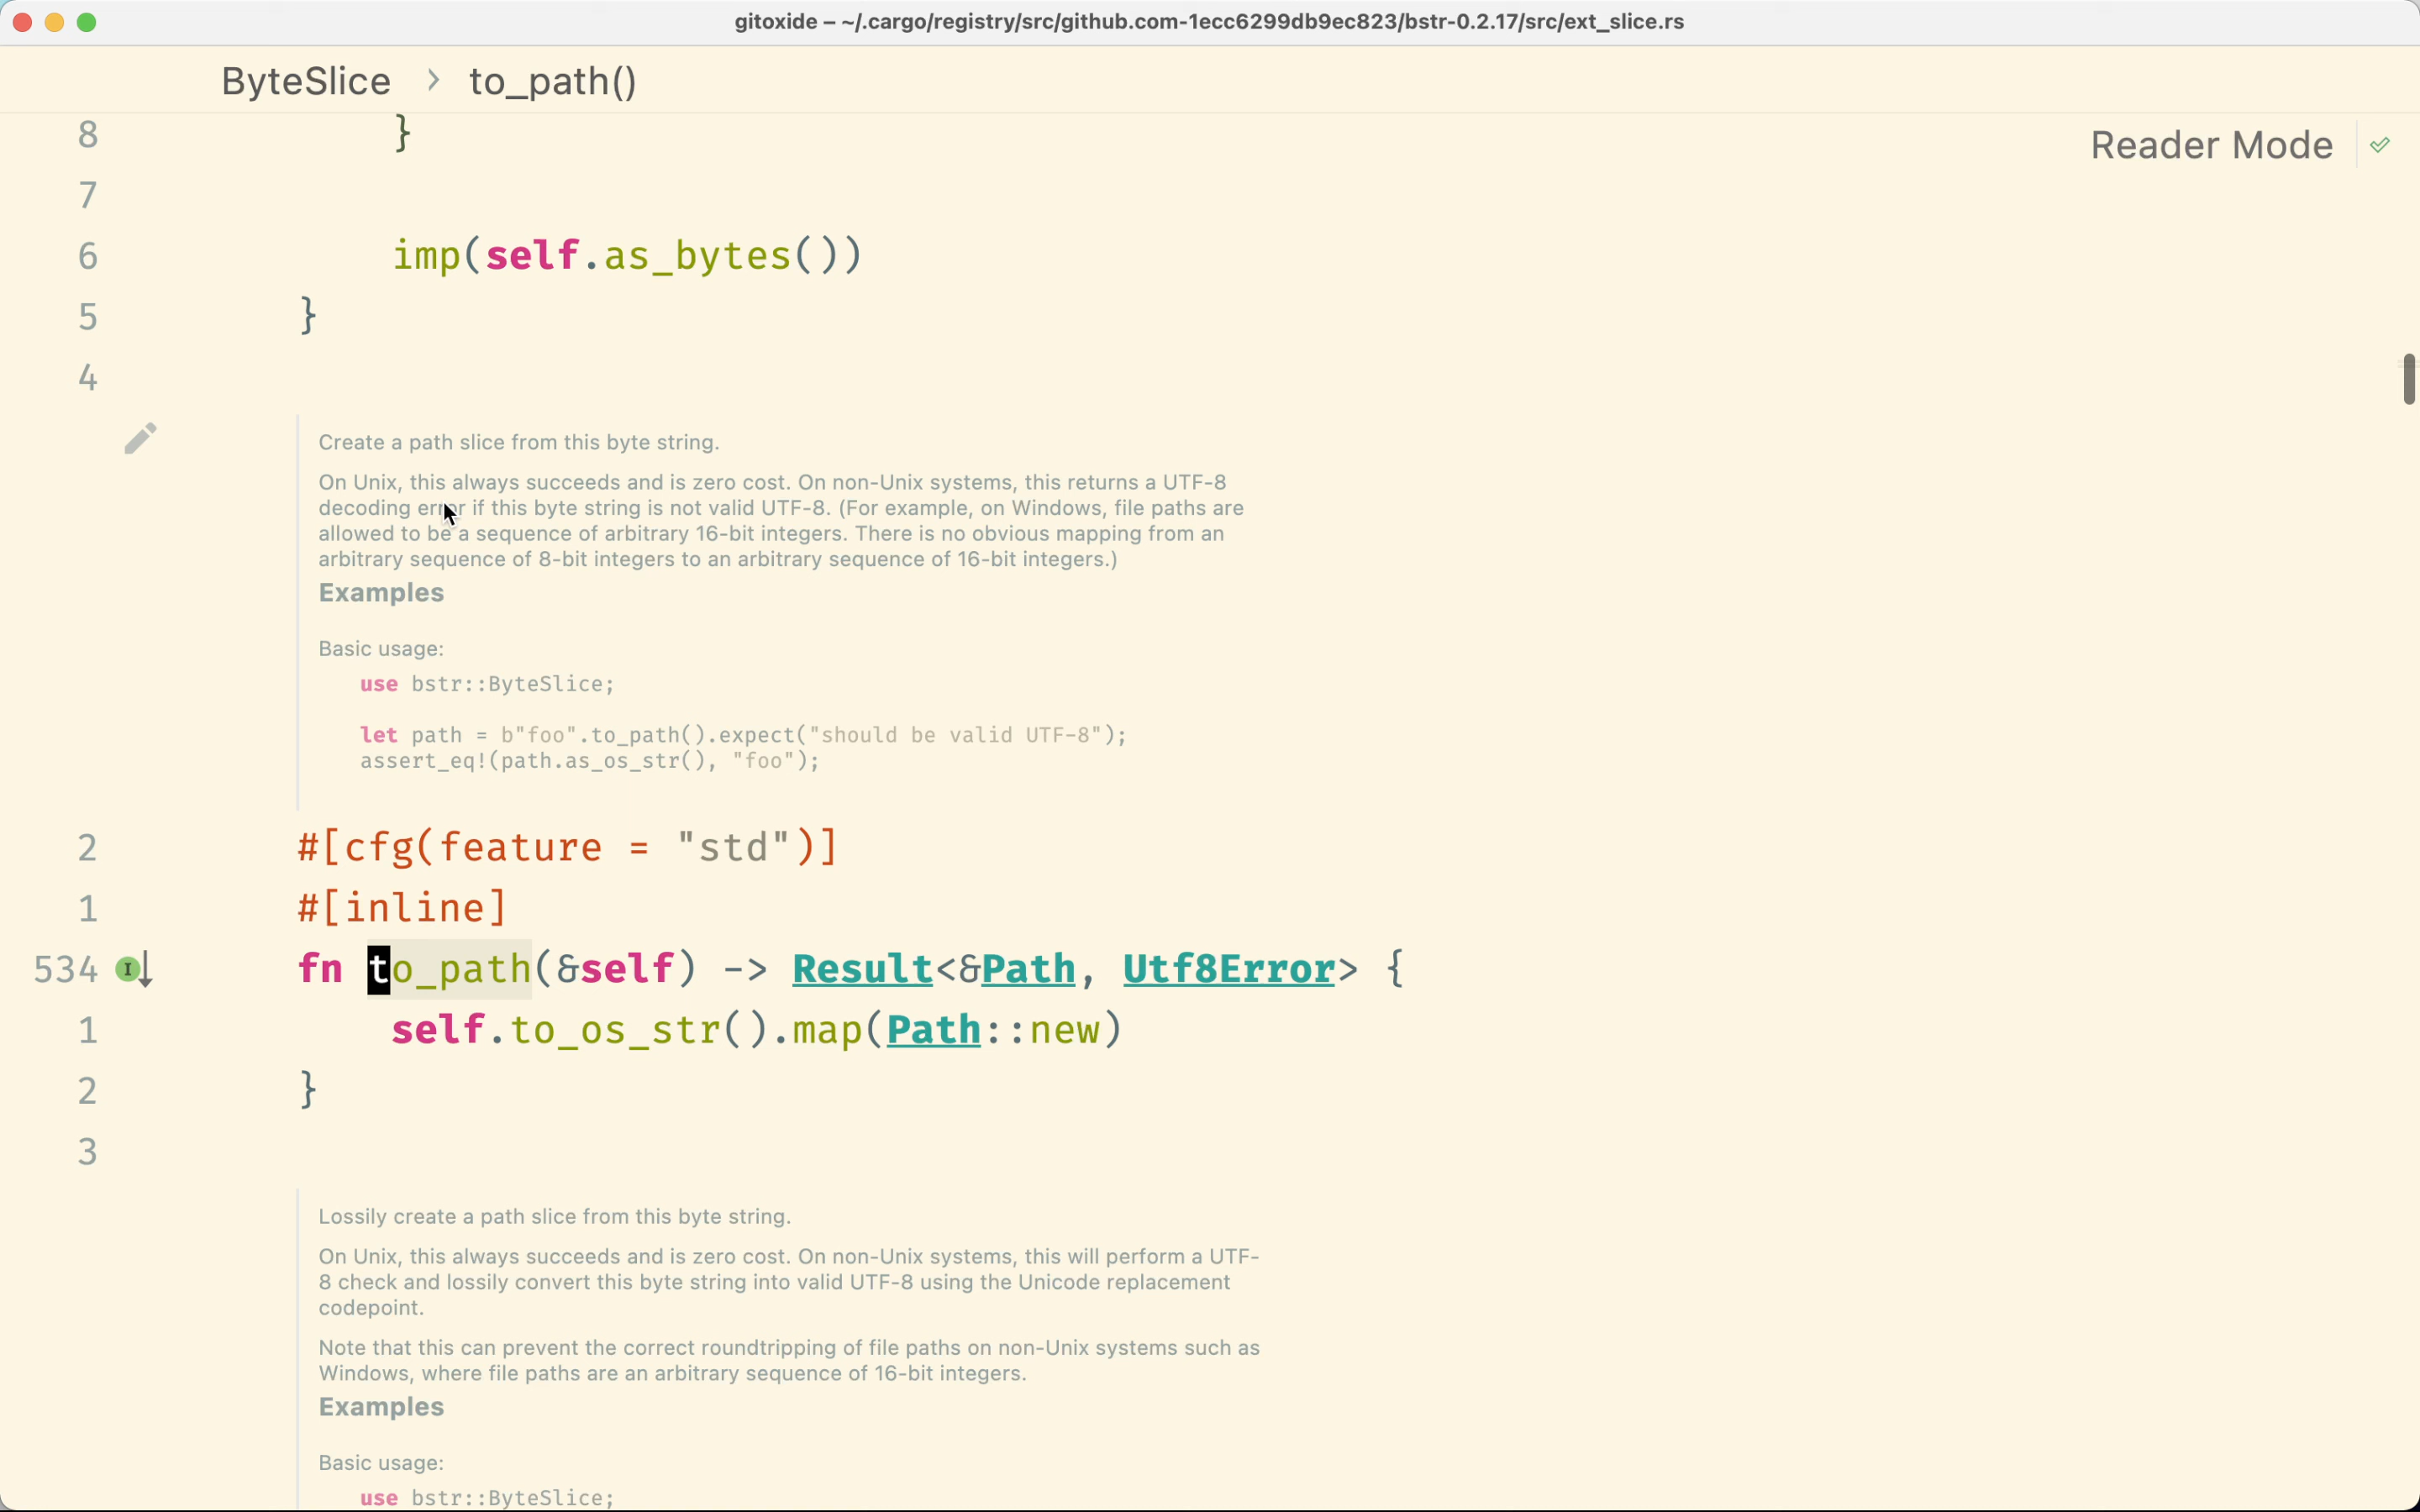 gitoxide – ~/.cargo/registry/src/github.com-1ecc6299db9ec823/bstr-0.2.17/src/ext_slice.rs
ByteSlice > to_path()
8 }
Reader Mode
7
6 imp(self.as_bytes())
5 }
4
Create a path slice from this byte string.
On Unix, this always succeeds and is zero cost. On non-Unix systems, this returns a UTF-8
decoding error if this byte string is not valid UTF-8. (For example, on Windows, file paths are
allowed to be a sequence of arbitrary 16-bit integers. There is no obvious mapping from an
arbitrary sequence of 8-bit integers to an arbitrary sequence of 16-bit integers.)
Examples
Basic usage:
use bstr::ByteSlice;
let path = b"foo".to_path().expect("should be valid UTF-8");
assert_eq!(path.as_os_str(), "foo");
2 #[cfg(feature = "std")]
1 #[inline]
534 I fn to_path(&self) -> Result<&Path, Utf8Error> {
1 self.to_os_str().map(Path::new)
2 }
3
Lossily create a path slice from this byte string.
On Unix, this always succeeds and is zero cost. On non-Unix systems, this will perform a UTF-
8 check and lossily convert this byte string into valid UTF-8 using the Unicode replacement
codepoint.
Note that this can prevent the correct roundtripping of file paths on non-Unix systems such as
Windows, where file paths are an arbitrary sequence of 16-bit integers.
Examples
Basic usage:
use bstr::ByteSlice;